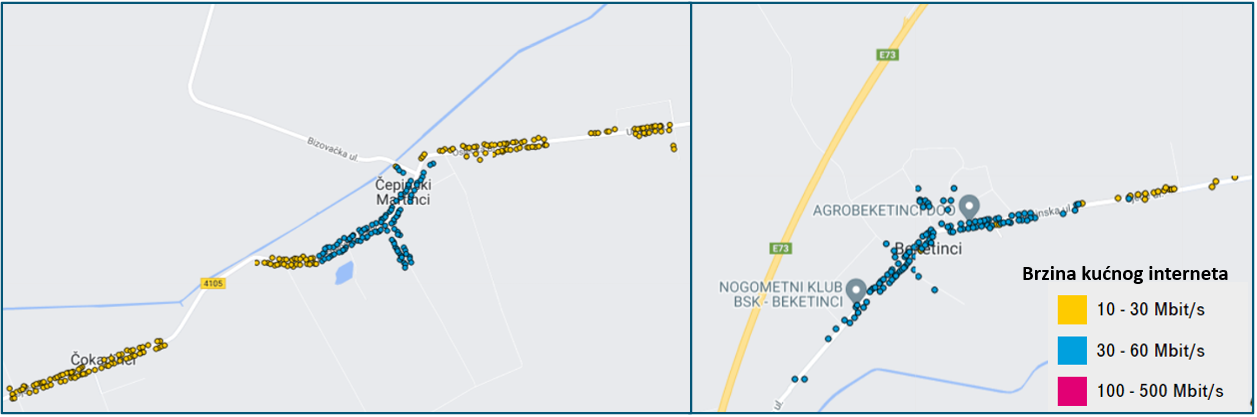 Bizovačka ul.
Čepinski
Martinci
4105
E73
AGROBEKETINCI DOO
E73
Beketinci
NOGOMETNI KLUB
BSK - BEKETINCI
ul.
Brzina kućnog interneta
10 - 30 Mbit/s
30 - 60 Mbit/s
100 - 500 Mbit/s